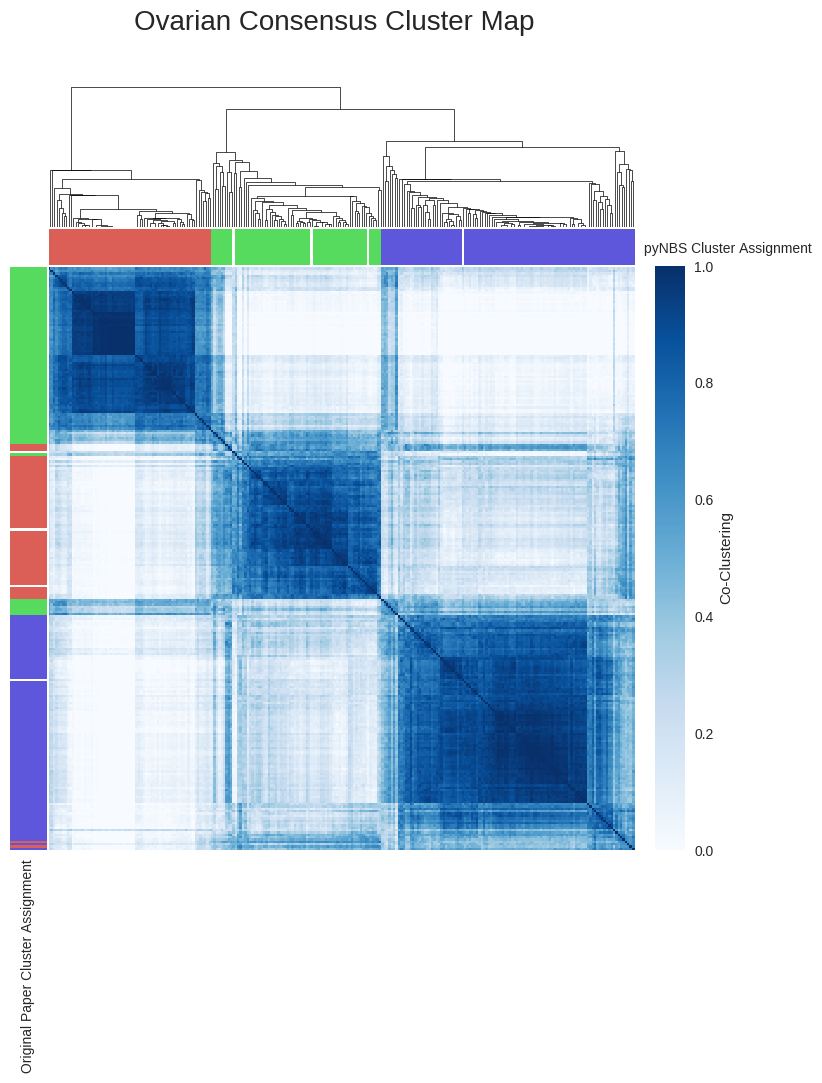 Ovarian Consensus Cluster Map
pyNBS Cluster Assignment
1.0
0.8
0.6
0.4
0.2
0.0
Co-Clustering
Original Paper Cluster Assignment